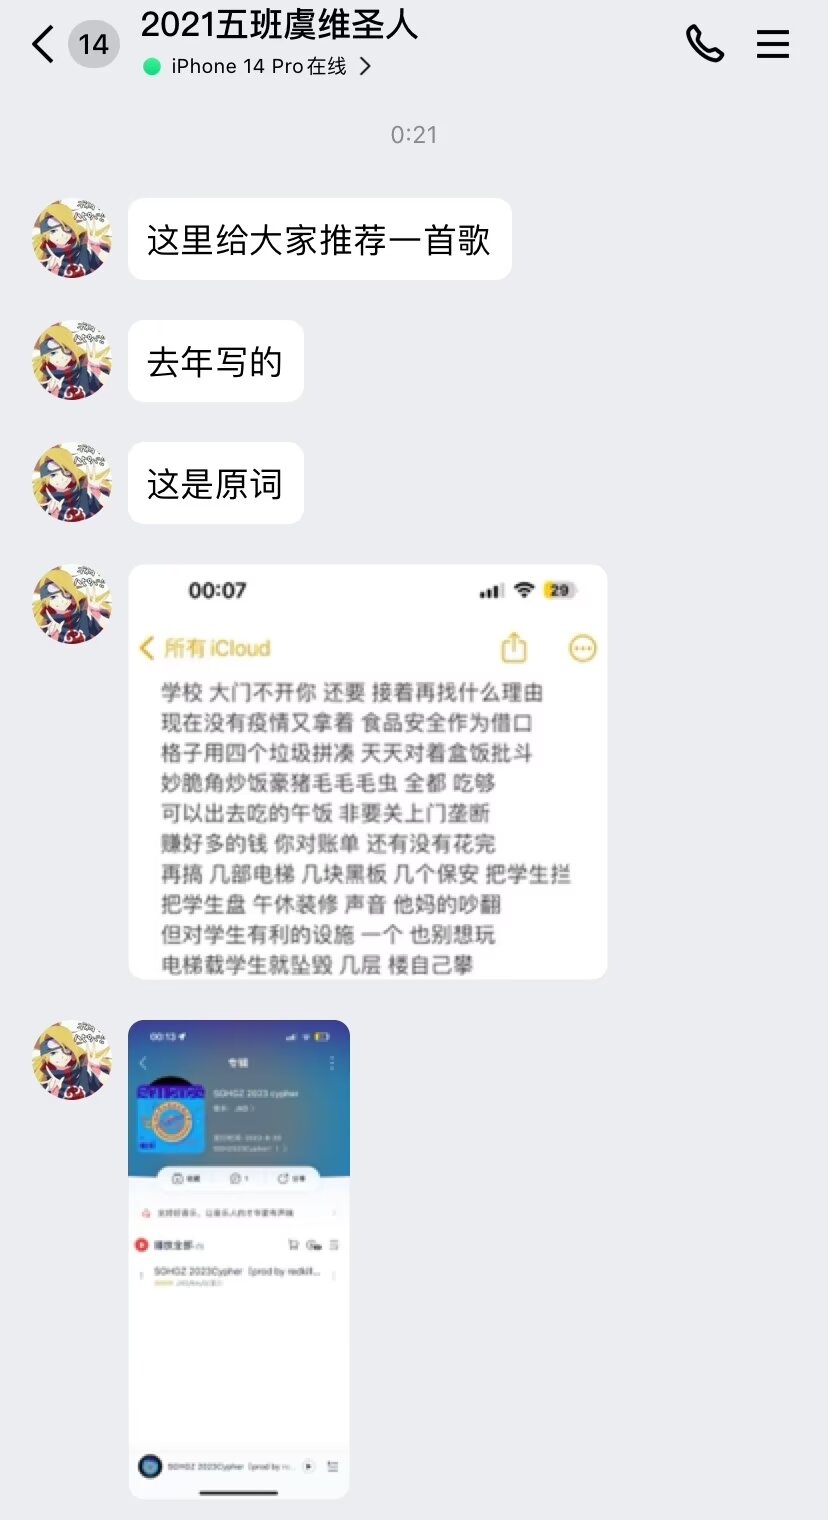 2021五班虞维圣人
14
iPhone 14 Pro在线
0:21
这里给大家推荐一首歌
去年写的
这是原词
00:07
29
所有 iCloud
学校 大门不开你 还要 接着再找什么理由
现在没有疫情又拿着 食品安全作为借口
格子用四个垃圾拼凑 天天对着盒饭批斗
妙脆角炒饭豪猪毛毛毛虫 全都 吃够
可以出去吃的午饭 非要关上门垄断
赚好多的钱 你对账单 还有没有花完
再搞 几部电梯 几块黑板 几个保安 把学生拦
把学生盘 午休装修 声音 他妈的吵翻
但对学生有利的设施 一个 也别想玩
电梯载学生就坠毁 几层 楼自己攀
00:13
专辑
SGHGZ 2023 cypher
收藏
1
分享
播放全部
SGHGZ 2023Cypher (prod by redkit...
SGHGZ 2023Cypher (prod by re...